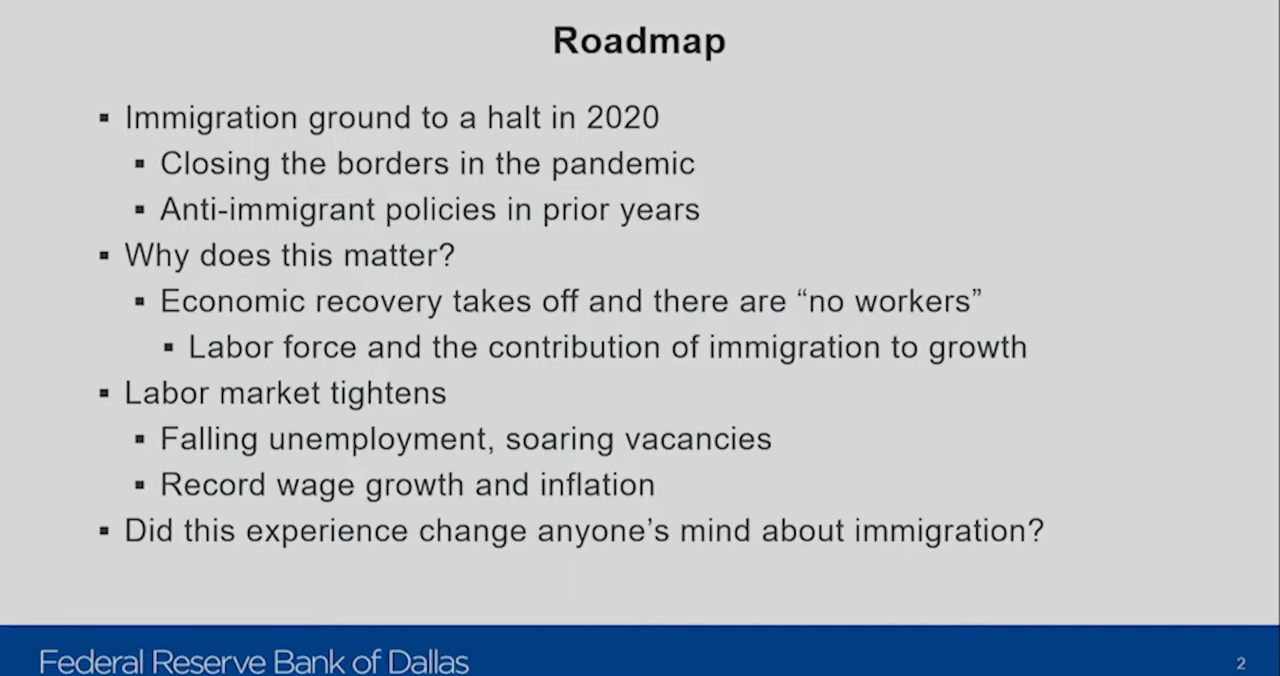 Roadmap
▪ Immigration ground to a halt in 2020
▪ Closing the borders in the pandemic
▪ Anti-immigrant policies in prior years
▪ Why does this matter?
▪ Economic recovery takes off and there are “no workers”
▪ Labor force and the contribution of immigration to growth
▪ Labor market tightens
▪ Falling unemployment, soaring vacancies
▪ Record wage growth and inflation
▪ Did this experience change anyone’s mind about immigration?
Federal Reserve Bank of Dallas
2